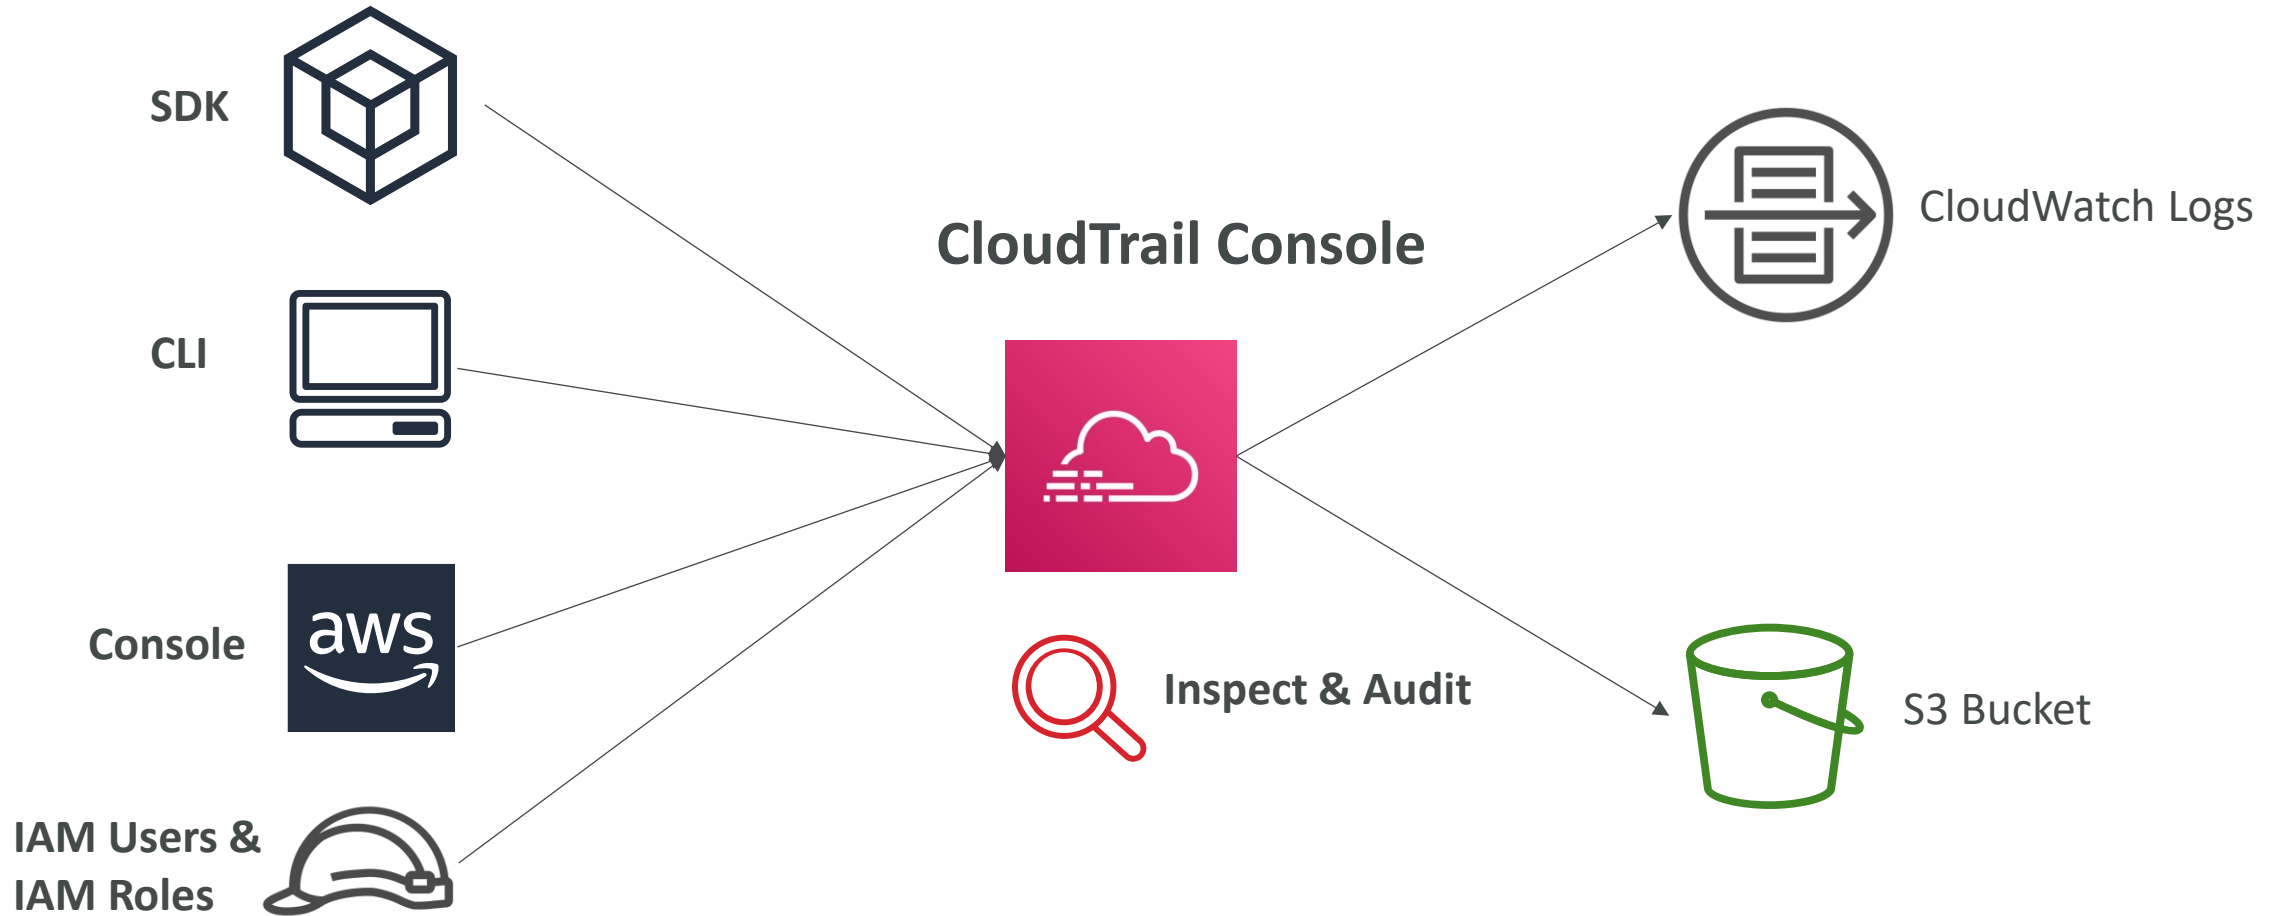 SDK
CloudWatch Logs
CloudTrail Console
CLI
aws
Console
Inspect & Audit
S3 Bucket
IAM Users &
IAM Roles